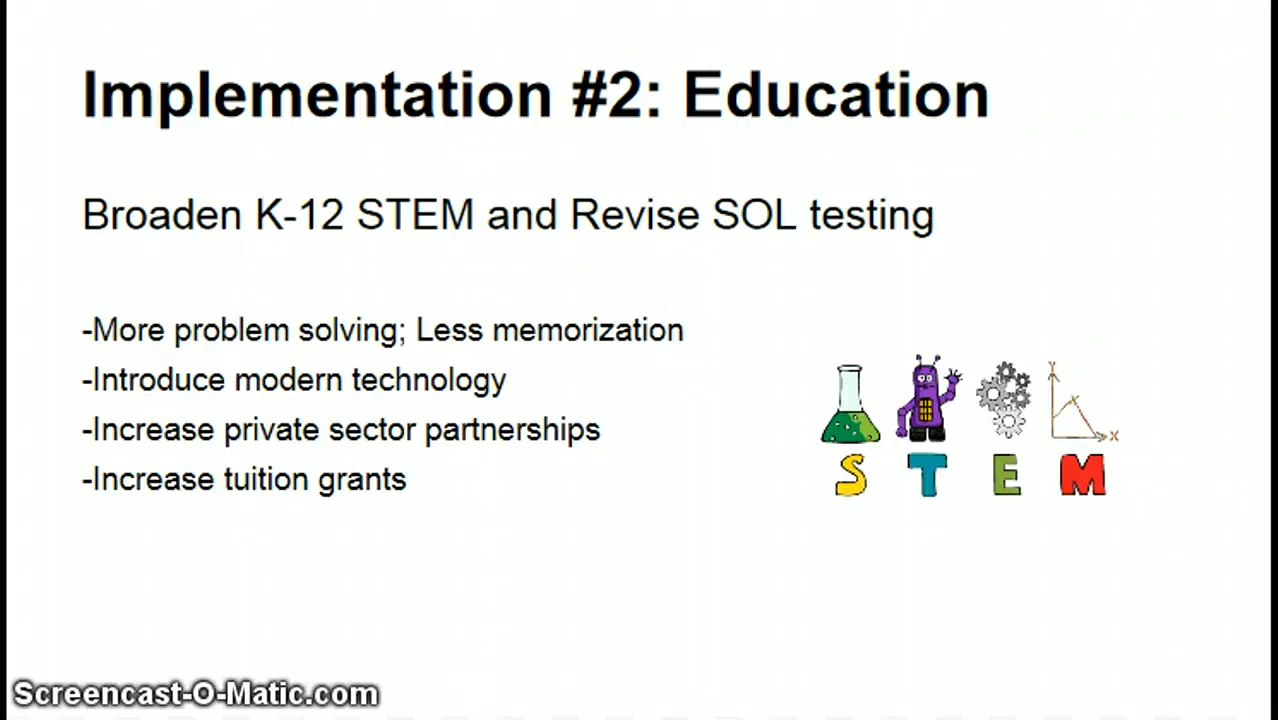 Implementation #2: Education
Broaden K-12 STEM and Revise SOL testing
-More problem solving; Less memorization
-Introduce modern technology
-Increase private sector partnerships
-Increase tuition grants
Y
X
S T E M
Screencast-O-Matic.com